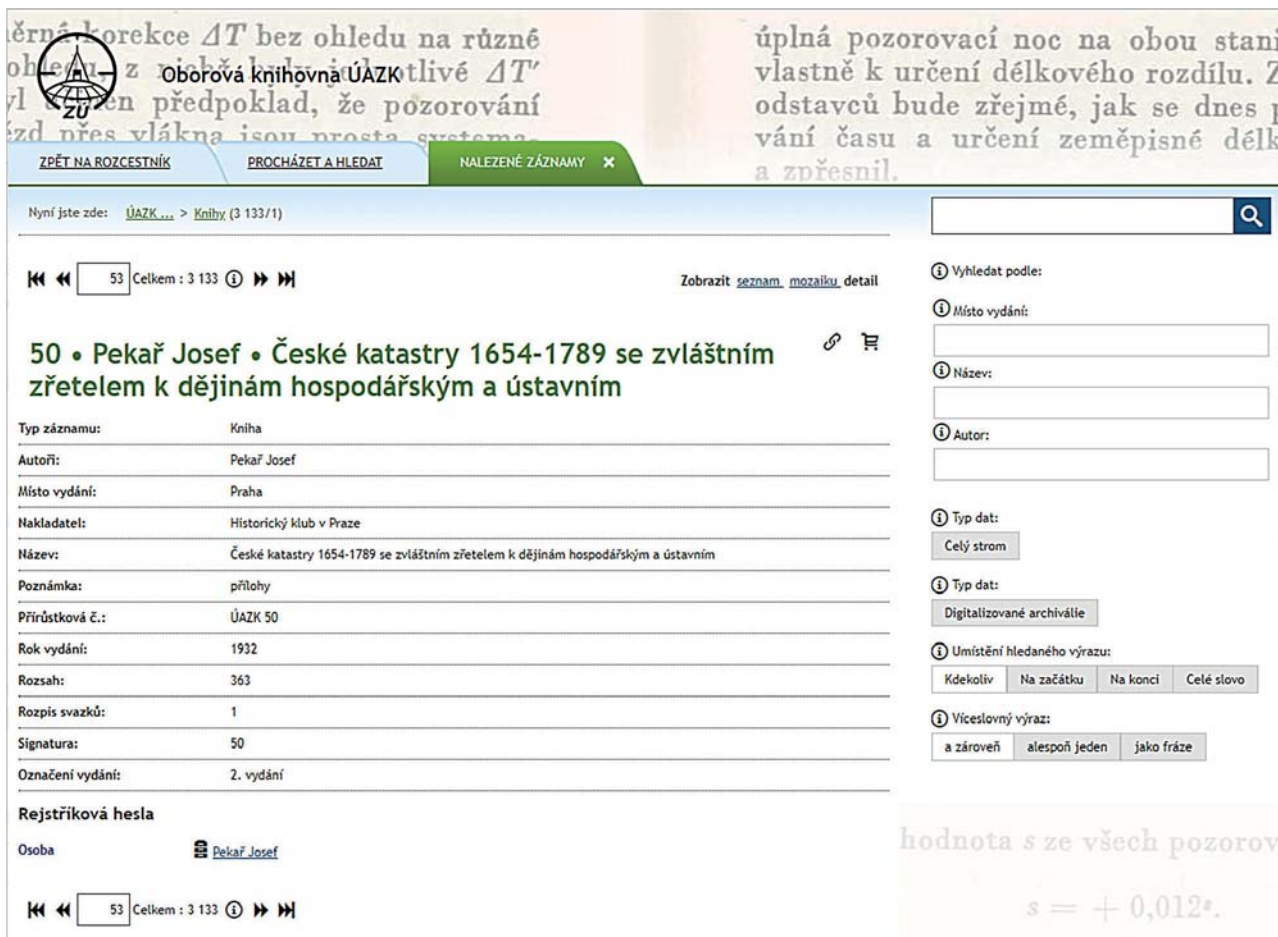 ěrná korekce ΔT bez ohledu na různé
z jednotlivé ΔT′
předpoklad, že pozorování
ězd přes vlákna jsou prosta systema-
úplná pozorovací noc na obou stani
vlastně k určení délkového rozdílu. Z
odstavců bude zřejmé, jak se dnes p
vání času a určení zeměpisné délk
a zpřesnil.
ZÚ
Oborová knihovna ÚAZK
ZPĚT NA ROZCESTNÍK PROCHÁZET A HLEDAT NALEZENÉ ZÁZNAMY ×
Nyní jste zde: ÚAZK ... > Knihy (3 133/1)
53 Celkem : 3 133
Zobrazit seznam mozaiku detail
50 • Pekař Josef • České katastry 1654-1789 se zvláštním
zřetelem k dějinám hospodářským a ústavním
Typ záznamu: Kniha
Autoři: Pekař Josef
Místo vydání: Praha
Nakladatel: Historický klub v Praze
Název: České katastry 1654-1789 se zvláštním zřetelem k dějinám hospodářským a ústavním
Poznámka: přílohy
Přírůstková č.: ÚAZK 50
Rok vydání: 1932
Rozsah: 363
Rozpis svazků: 1
Signatura: 50
Označení vydání: 2. vydání
Rejstříková hesla
Osoba Pekař Josef
53 Celkem : 3 133
Vyhledat podle:
Místo vydání:
Název:
Autor:
Typ dat:
Celý strom
Typ dat:
Digitalizované archiválie
Umístění hledaného výrazu:
Kdekoliv Na začátku Na konci Celé slovo
Víceslovný výraz:
a zároveň alespoň jeden jako fráze
hodnota s ze všech pozorov
s = + 0,012ˢ.